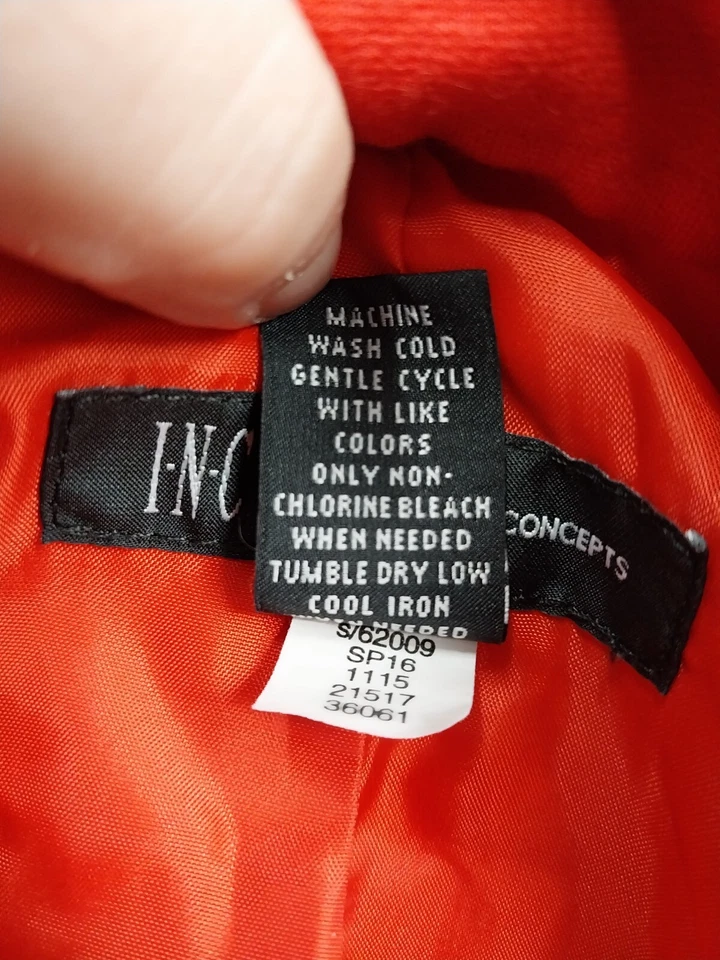 MACHINE
WASH COLD
GENTLE CYCLE
WITH LIKE
COLORS
ONLY NON-
CHLORINE BLEACH
WHEN NEEDED
TUMBLE DRY LOW
COOL IRON
NEEDED
I·N·C
CONCEPTS
S/62009
SP16
1115
21517
36061